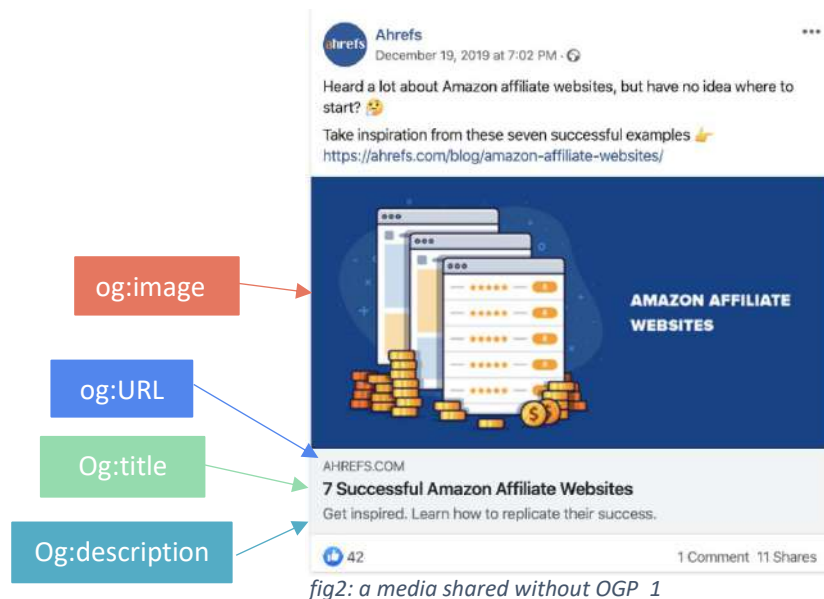 ahrefs
Ahrefs
December 19, 2019 at 7:02 PM ·
Heard a lot about Amazon affiliate websites, but have no idea where to
start? 🤔
Take inspiration from these seven successful examples 👉
https://ahrefs.com/blog/amazon-affiliate-websites/
og:image
AMAZON AFFILIATE
WEBSITES
og:URL
Og:title
Og:description
AHREFS.COM
7 Successful Amazon Affiliate Websites
Get inspired. Learn how to replicate their success.
42
1 Comment 11 Shares
fig2: a media shared without OGP 1